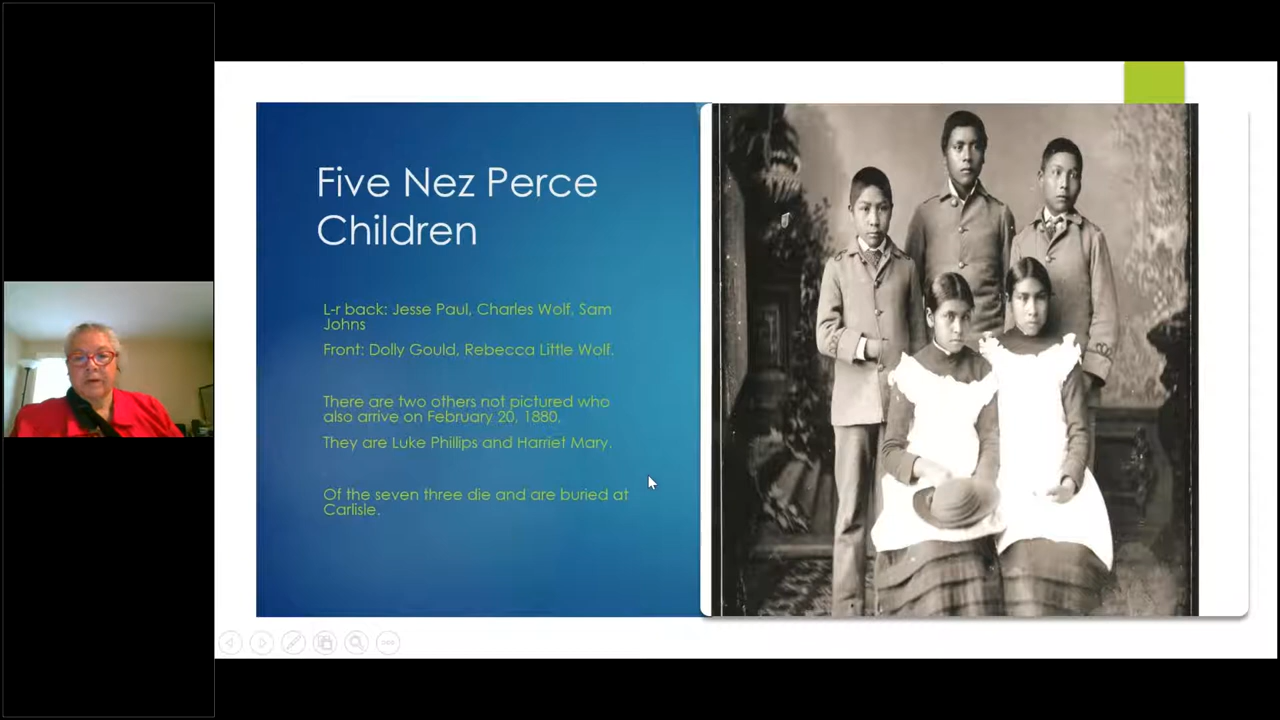 Five Nez Perce
Children
L-r back: Jesse Paul, Charles Wolf, Sam
Johns
Front: Dolly Gould, Rebecca Little Wolf.
There are two others not pictured who
also arrive on February 20, 1880.
They are Luke Phillips and Harriet Mary.
Of the seven three die and are buried at
Carlisle.